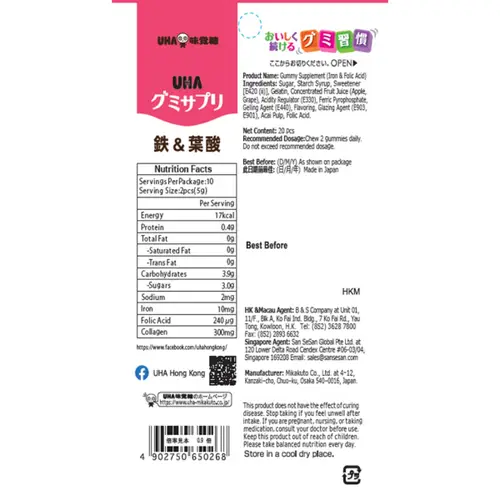 UHA味覚糖
UHA
グミサプリ
鉄 & 葉酸
Nutrition Facts
Servings Per Package:10
Serving Size:2pcs(5g)
Per Serving
Energy 17kcal
Protein 0.4g
Total Fat 0g
-Saturated Fat 0g
-Trans Fat 0g
Carbohydrates 3.9g
-Sugars 3.0g
Sodium 2mg
Iron 10mg
Folic Acid 240 μg
Collagen 300mg
https://www.facebook.com/uhahongkong/
UHA Hong Kong
UHA味覚糖のホームページ
https://www.uha-mikakuto.co.jp/
標準見本 0.9 倍
4 902750 650268
おいしく
続ける グミ習慣
ここからお切りください。OPEN▶
Product Name: Gummy Supplement (Iron & Folic Acid)
Ingredients: Sugar, Starch Syrup, Sweetener
[E420 (ii)], Gelatin, Concentrated Fruit Juice (Apple,
Grape), Acidity Regulator (E330), Ferric Pyrophosphate,
Gelling Agent (E440), Flavoring, Glazing Agent (E903,
E901), Acai Pulp, Folic Acid.
Net Content: 20 pcs
Recommended Dosage:Chew 2 gummies daily.
Do not exceed recommended dosage.
Best Before: (D/M/Y) As shown on package
此日期前最佳: (日/月/年) Made in Japan
Best Before
HKM
HK &Macau Agent: B & S Company at Unit 01,
11/F., Blk A, Ko Fai Ind. Bldg., 7 Ko Fai Rd., Yau
Tong, Kowloon, H.K. Tel: (852) 3628 7800
Fax: (852) 2893 6632
Singapore Agent: San SeSan Global Pte Ltd. at
120 Lower Delta Road Cendex Centre #06-03/04,
Singapore 169208 Email: sales@sansesan.com
Manufacturer: Mikakuto Co., Ltd. at 4-12,
Kanzaki-cho, Chuo-ku, Osaka 540-0016, Japan.
This product does not have the effect of curing
disease. Stop taking if you feel unwell after
intake. If you are pregnant, nursing, or taking
medication, consult your doctor before use.
Keep this product out of reach of children.
Please take balanced nutrition every day.
Store in a cool dry place.